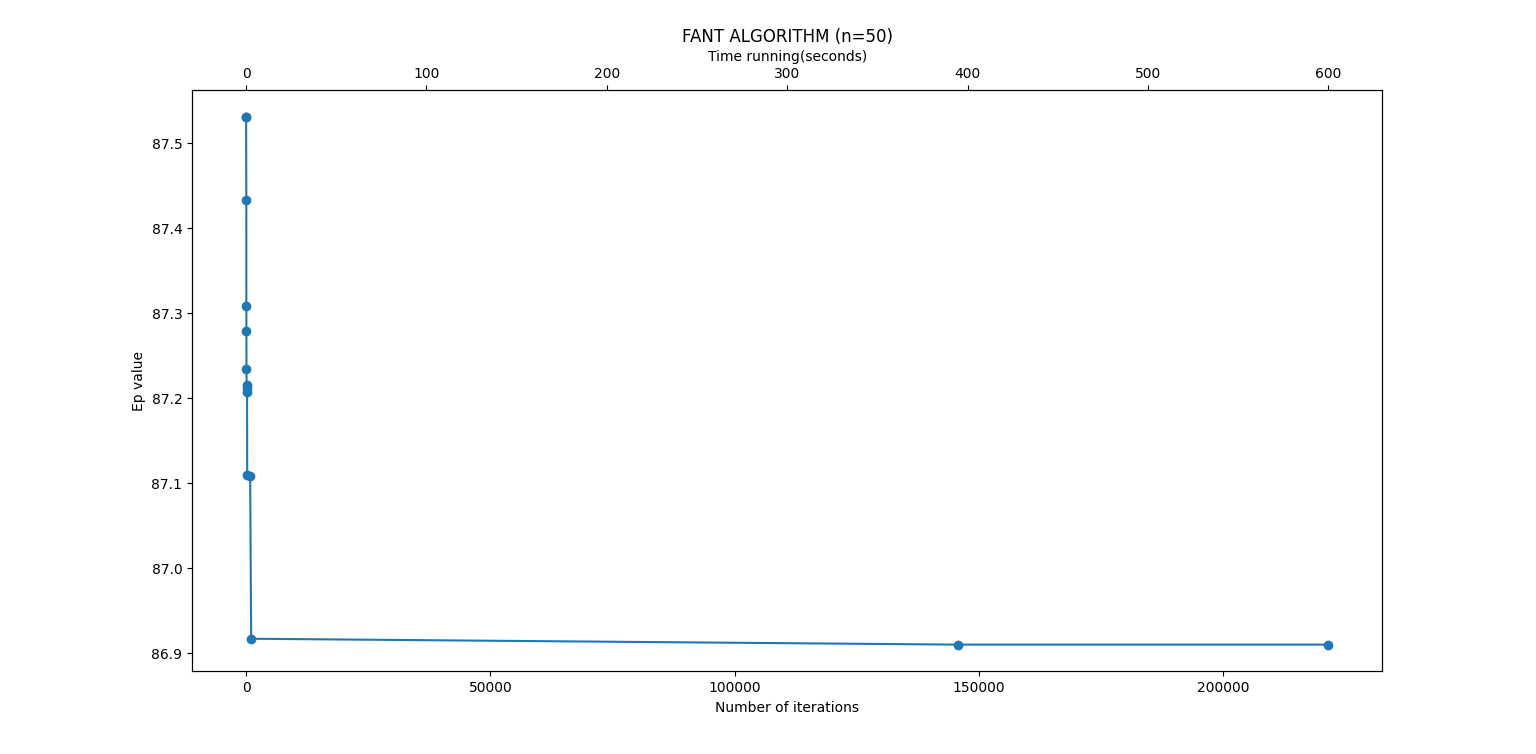 FANT ALGORITHM (n=50)
Time running(seconds)
0 100 200 300 400 500 600
87.5
87.4
87.3
87.2
87.1
87.0
86.9
Ep value
0 50000 100000 150000 200000
Number of iterations